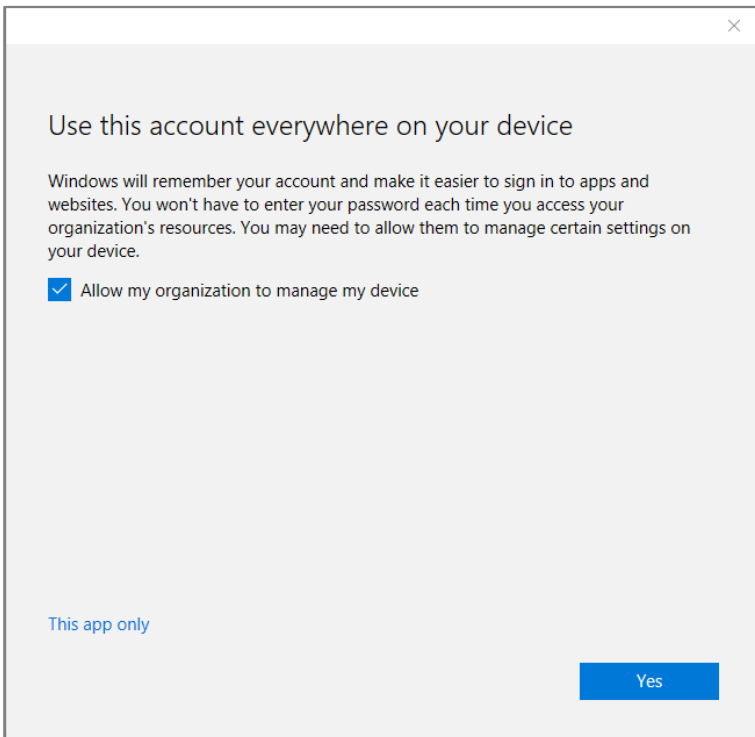 Use this account everywhere on your device
Windows will remember your account and make it easier to sign in to apps and
websites. You won't have to enter your password each time you access your
organization's resources. You may need to allow them to manage certain settings on
your device.
Allow my organization to manage my device
This app only
Yes